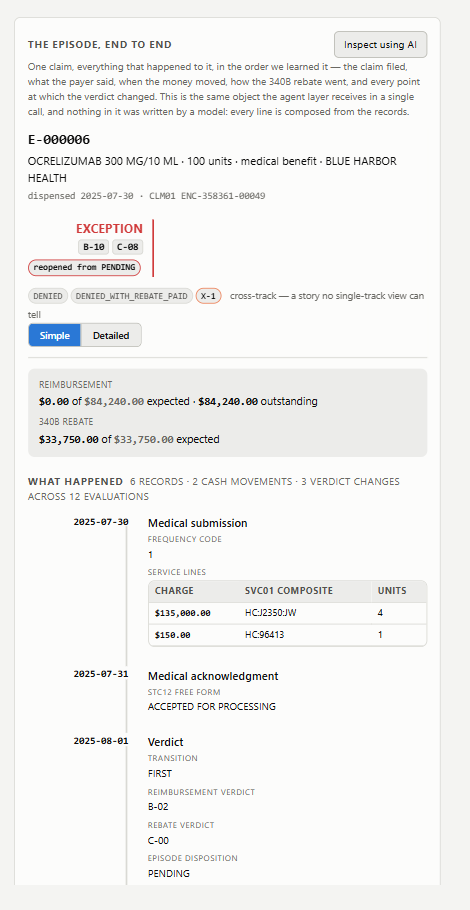 THE EPISODE, END TO END
Inspect using AI
One claim, everything that happened to it, in the order we learned it — the claim filed,
what the payer said, when the money moved, how the 340B rebate went, and every point
at which the verdict changed. This is the same object the agent layer receives in a single
call, and nothing in it was written by a model: every line is composed from the records.
E-000006
OCRELIZUMAB 300 MG/10 ML · 100 units · medical benefit · BLUE HARBOR
HEALTH
dispensed 2025-07-30 · CLM01 ENC-358361-00049
EXCEPTION
B-10 C-08
reopened from PENDING
DENIED DENIED_WITH_REBATE_PAID X-1 cross-track — a story no single-track view can
tell
Simple Detailed
REIMBURSEMENT
$0.00 of $84,240.00 expected · $84,240.00 outstanding
340B REBATE
$33,750.00 of $33,750.00 expected
WHAT HAPPENED 6 RECORDS · 2 CASH MOVEMENTS · 3 VERDICT CHANGES
ACROSS 12 EVALUATIONS
2025-07-30 Medical submission
FREQUENCY CODE
1
SERVICE LINES
CHARGE SVC01 COMPOSITE UNITS
$135,000.00 HC:J2350:JW 4
$150.00 HC:96413 1
2025-07-31 Medical acknowledgment
STC12 FREE FORM
ACCEPTED FOR PROCESSING
2025-08-01 Verdict
TRANSITION
FIRST
REIMBURSEMENT VERDICT
B-02
REBATE VERDICT
C-00
EPISODE DISPOSITION
PENDING